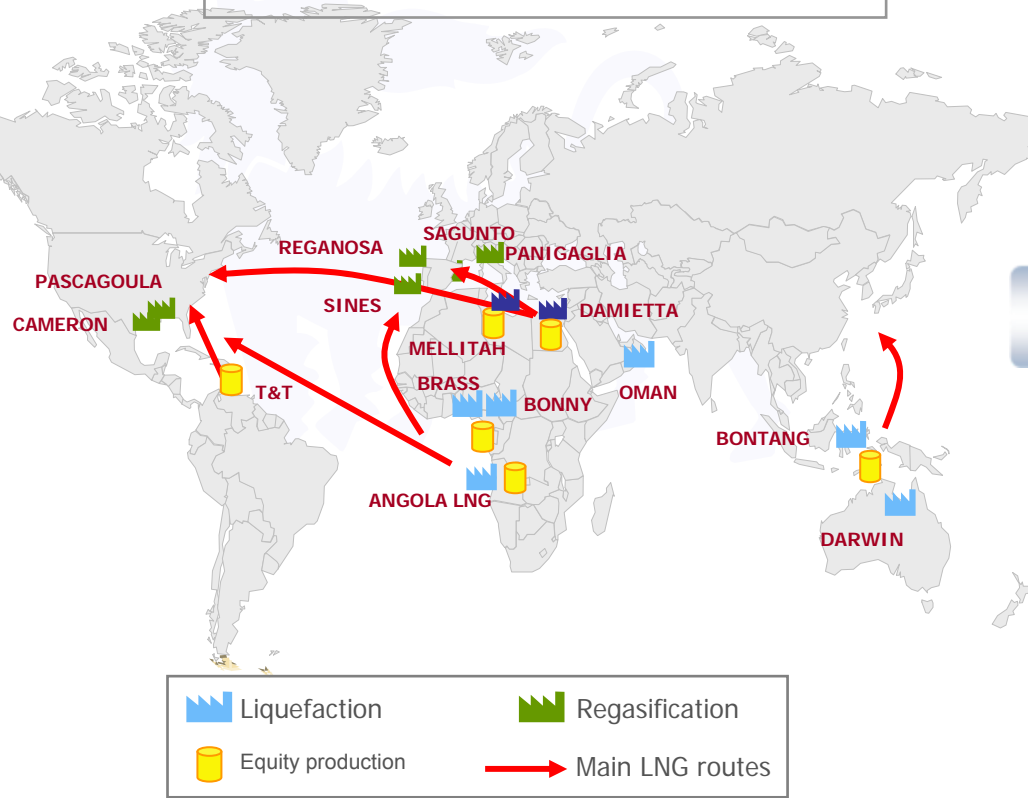 SAGUNTO
REGANOSA
PANIGAGLIA
PASCAGOULA
SINES
DAMIETTA
CAMERON
MELLITAH
BRASS
OMAN
T&T
BONNY
BONTANG
ANGOLA LNG
DARWIN
Liquefaction
Regasification
Equity production
Main LNG routes